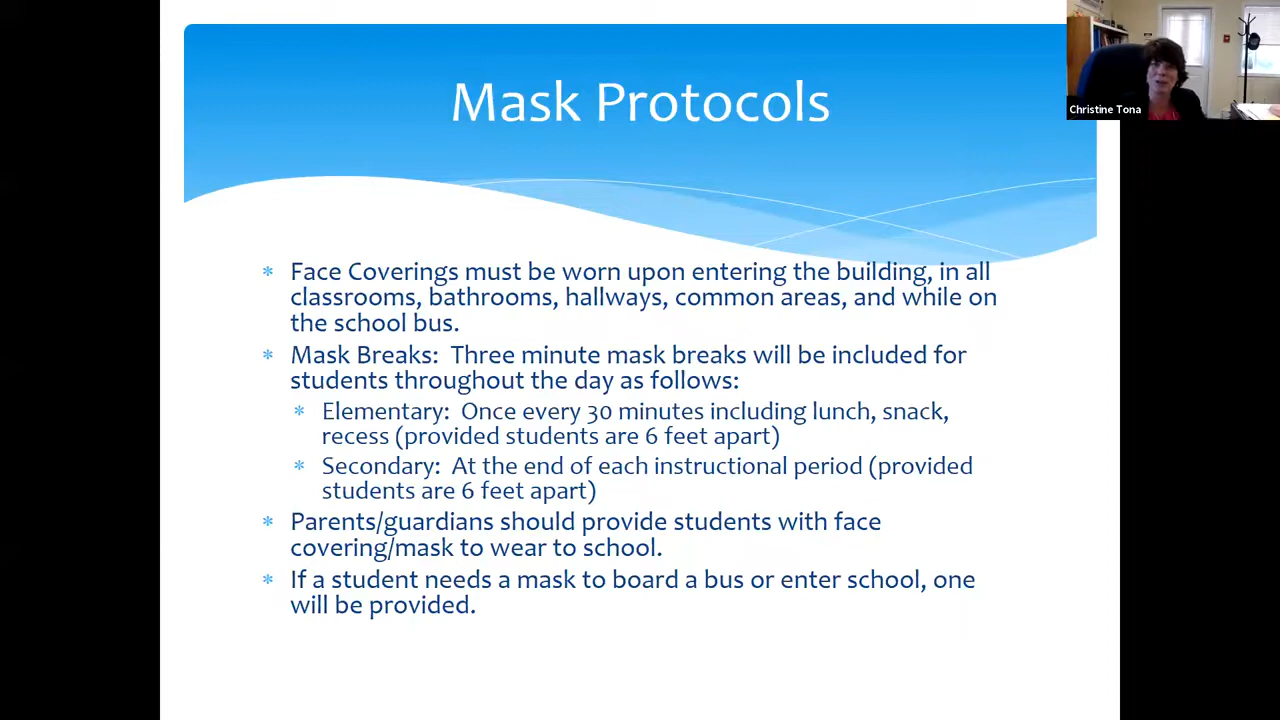 Mask Protocols
Christine Tona
* Face Coverings must be worn upon entering the building, in all
classrooms, bathrooms, hallways, common areas, and while on
the school bus.
* Mask Breaks: Three minute mask breaks will be included for
students throughout the day as follows:
* Elementary: Once every 30 minutes including lunch, snack,
recess (provided students are 6 feet apart)
* Secondary: At the end of each instructional period (provided
students are 6 feet apart)
* Parents/guardians should provide students with face
covering/mask to wear to school.
* If a student needs a mask to board a bus or enter school, one
will be provided.